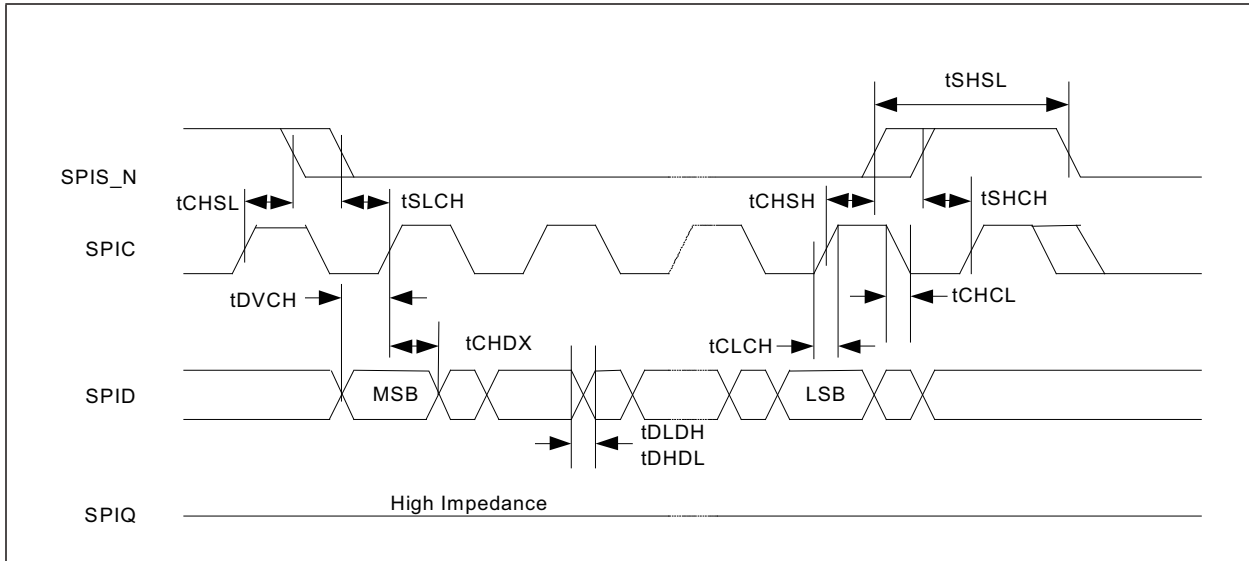 tSHSL
SPIS_N
tCHSL
tSLCH
tCHSH
tSHCH
SPIC
tDVCH
tCHCL
tCHDX
tCLCH
SPID
MSB
LSB
tDLDH
tDHDL
High Impedance
SPIQ